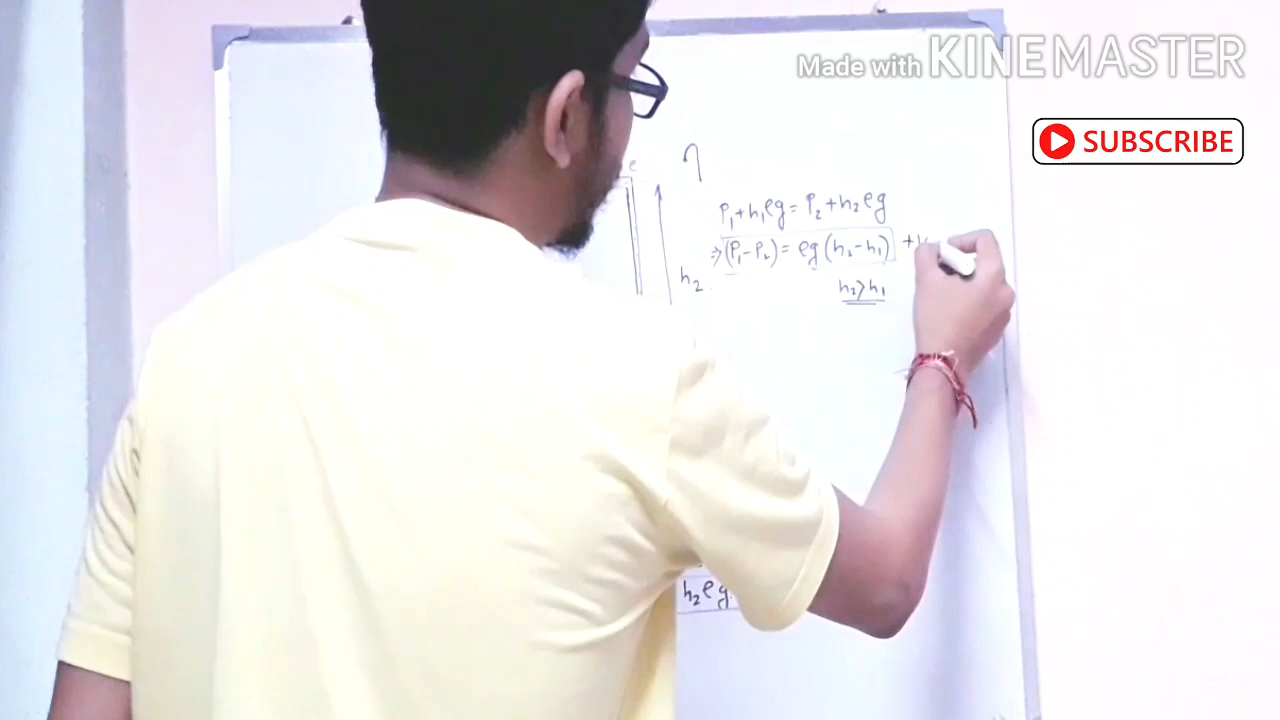 Made with KINEMASTER
SUBSCRIBE
e
P₁+h₁ρg = P₂+h₂ρg
⇒(P₁-P₂) = ρg(h₂-h₁) +
h₂
h₂>h₁
h₂ρg